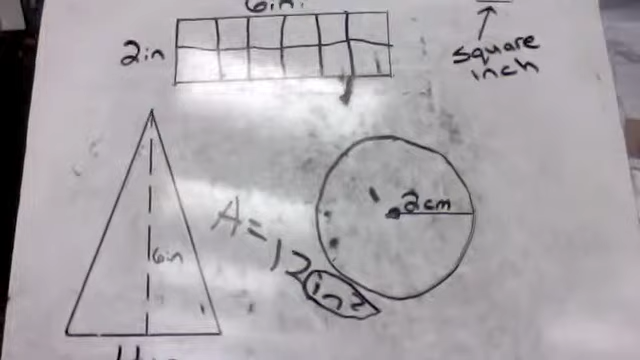 6in.
2in
square
inch
2cm
A=
12 in2
6in